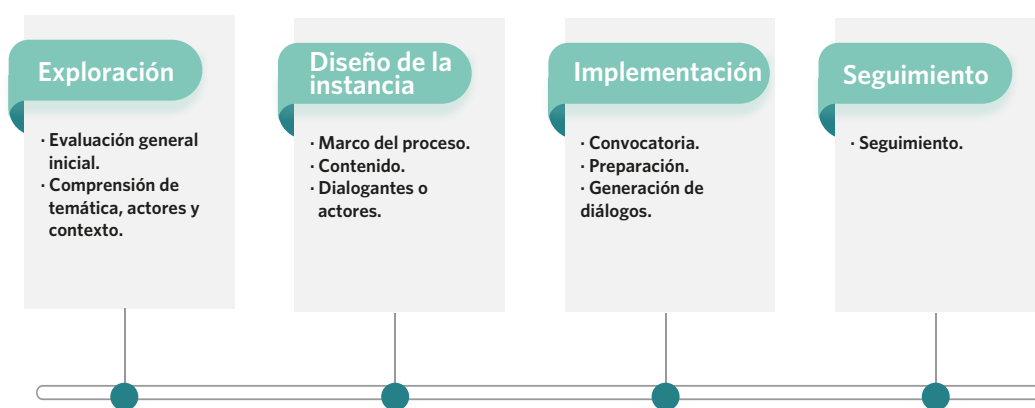 Exploración
· Evaluación general
inicial.
· Comprensión de
temática, actores y
contexto.
Diseño de la
instancia
· Marco del proceso.
· Contenido.
· Dialogantes o
actores.
Implementación
· Convocatoria.
· Preparación.
· Generación de
diálogos.
Seguimiento
· Seguimiento.